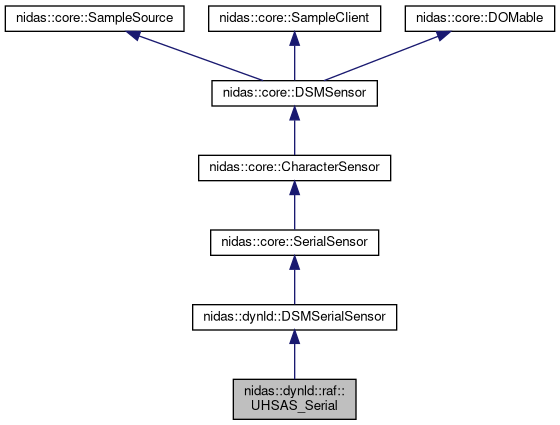 nidas::core::SampleSource
nidas::core::SampleClient
nidas::core::DOMable
nidas::core::DSMSensor
nidas::core::CharacterSensor
nidas::core::SerialSensor
nidas::dynld::DSMSerialSensor
nidas::dynld::raf::
UHSAS_Serial